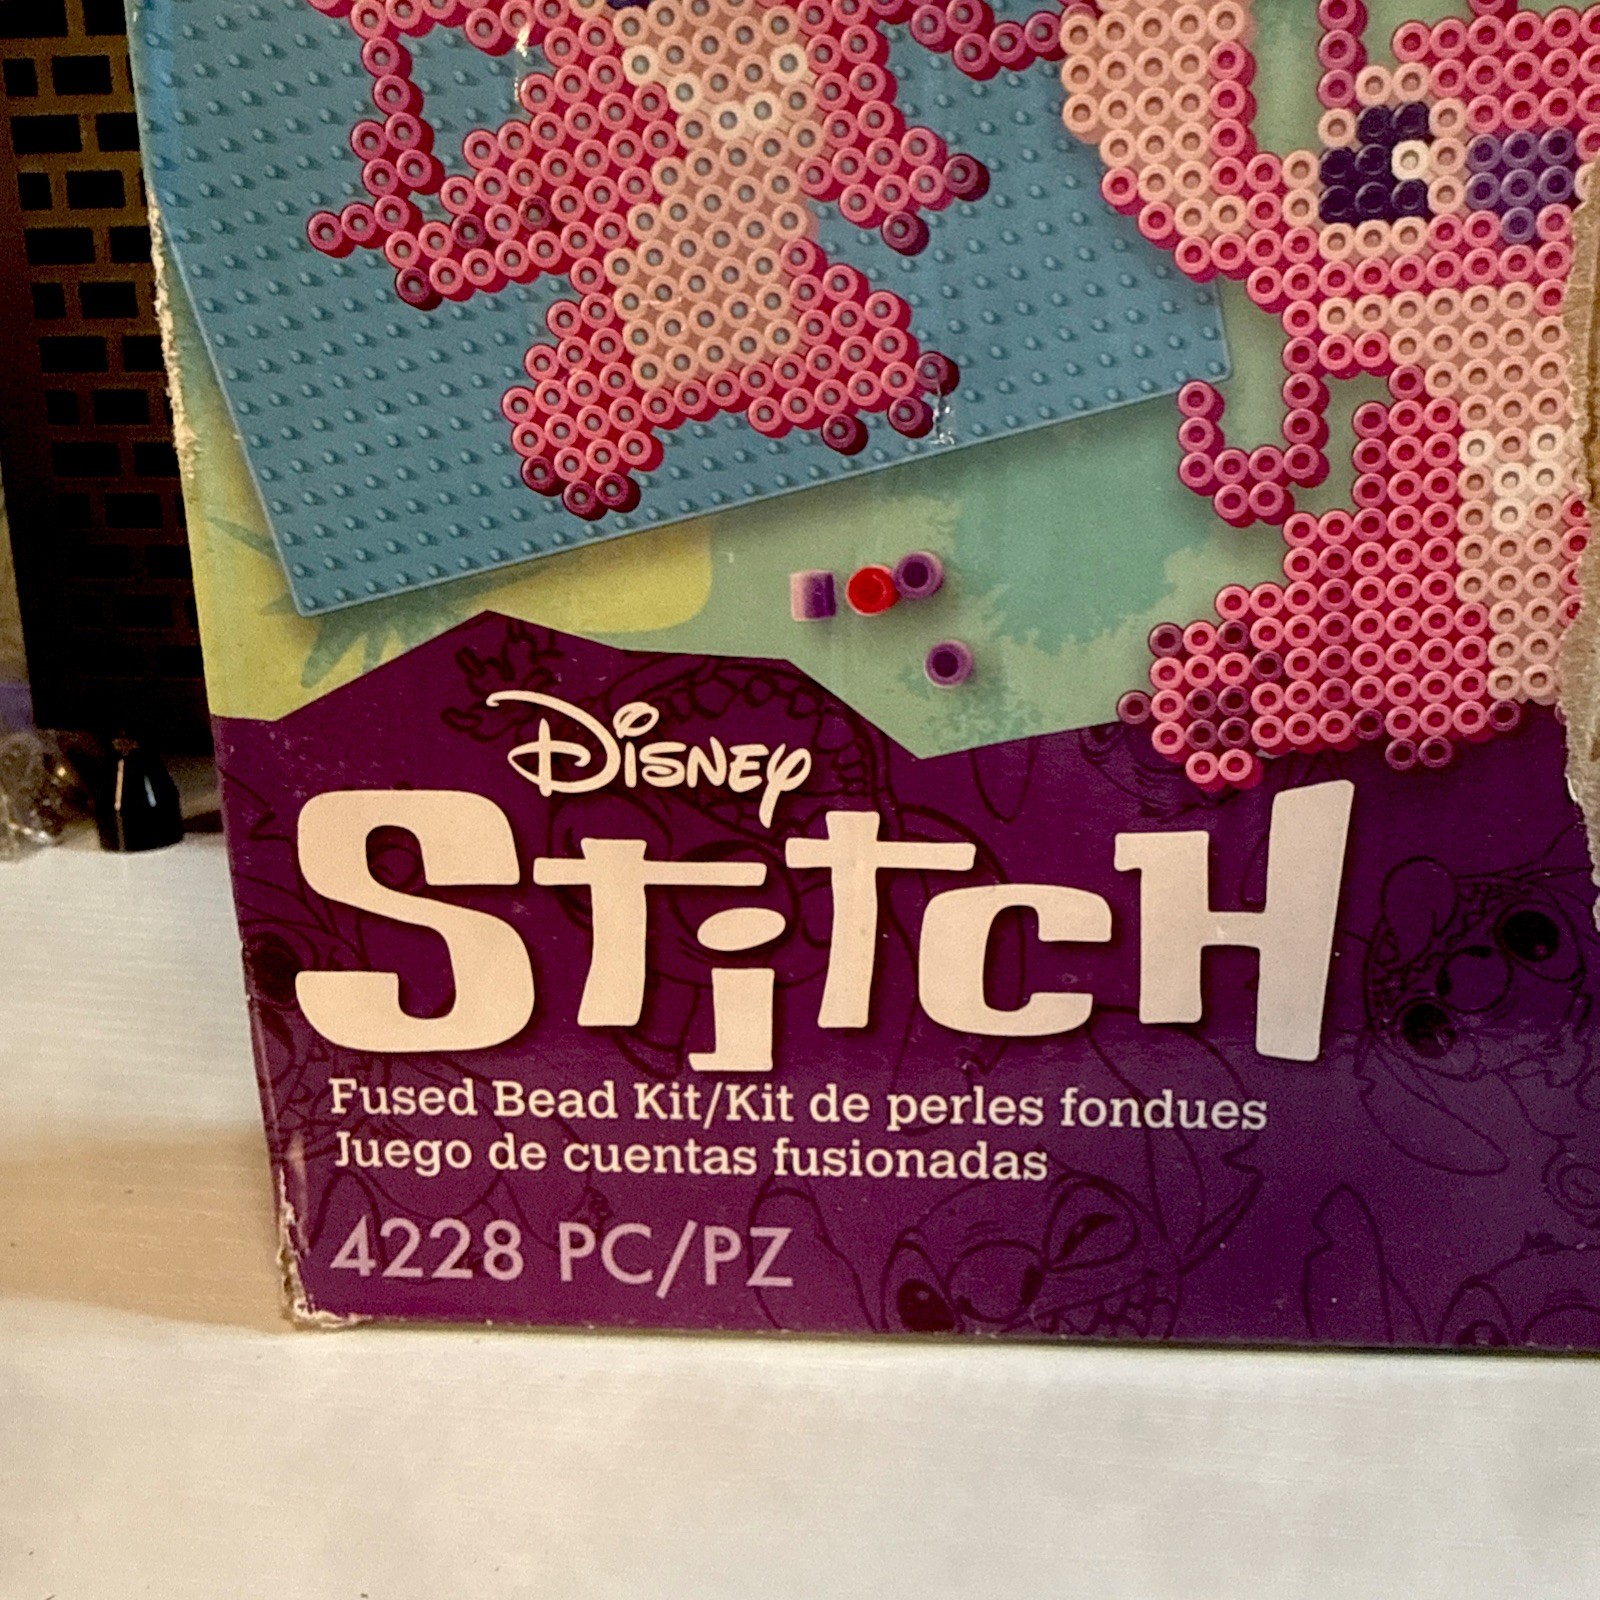 Disney
Stitch
Fused Bead Kit/Kit de perles fondues
Juego de cuentas fusionadas
4228 PC/PZ